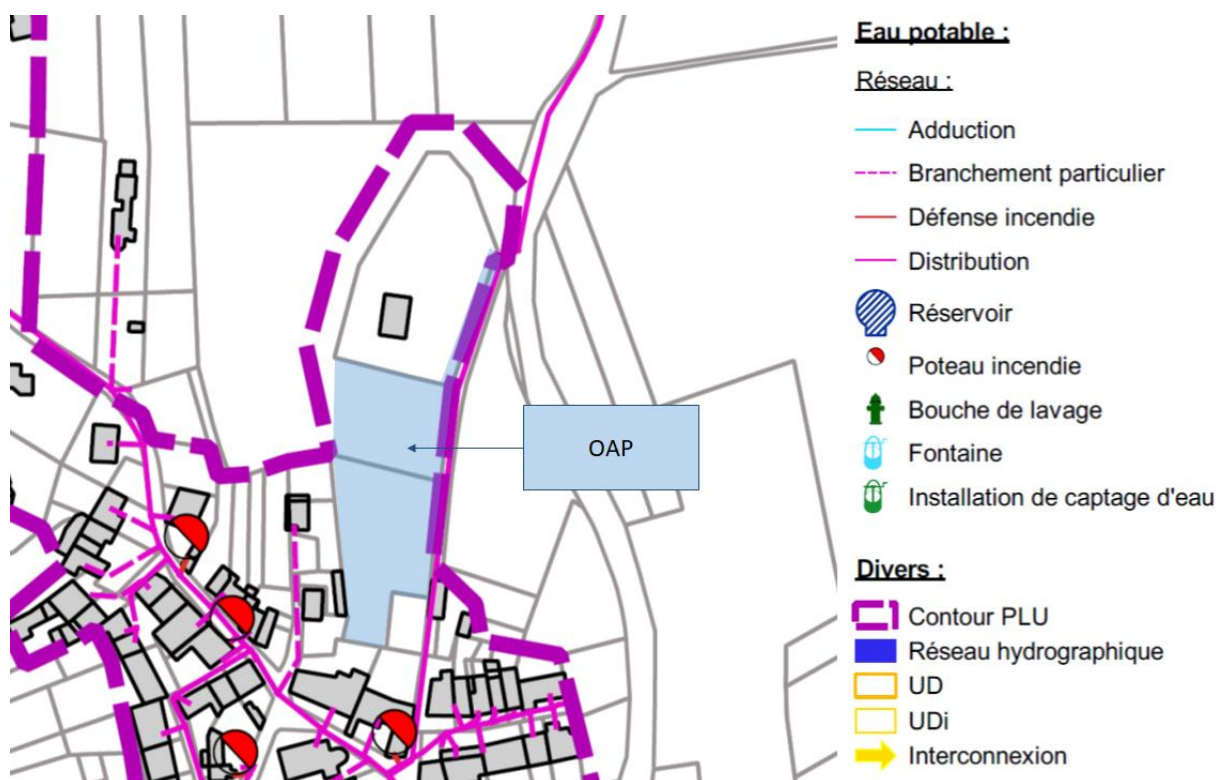 OAP
Eau potable :
Réseau :
Adduction
Branchement particulier
Défense incendie
Distribution
Réservoir
Poteau incendie
Bouche de lavage
Fontaine
Installation de captage d'eau
Divers :
Contour PLU
Réseau hydrographique
UD
UDi
Interconnexion